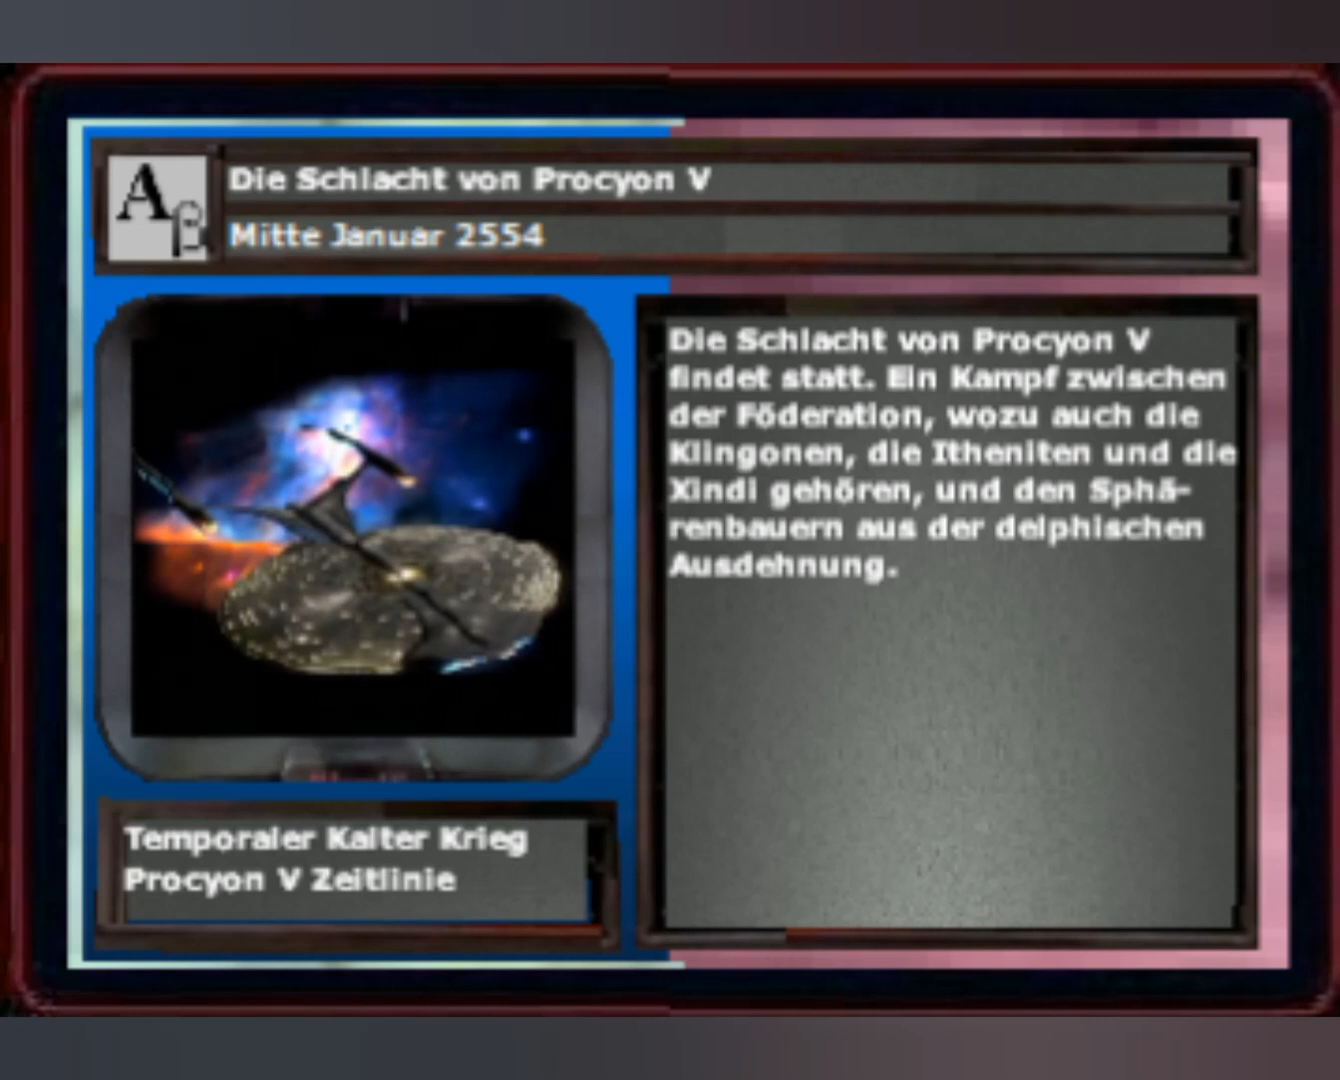 Aβ
Die Schlacht von Procyon V
Mitte Januar 2554
Die Schlacht von Procyon V
findet statt. Ein Kampf zwischen
der Föderation, wozu auch die
Klingonen, die Itheniten und die
Xindi gehören, und den Sphä-
renbauern aus der delphischen
Ausdehnung.
Temporaler Kalter Krieg
Procyon V Zeitlinie